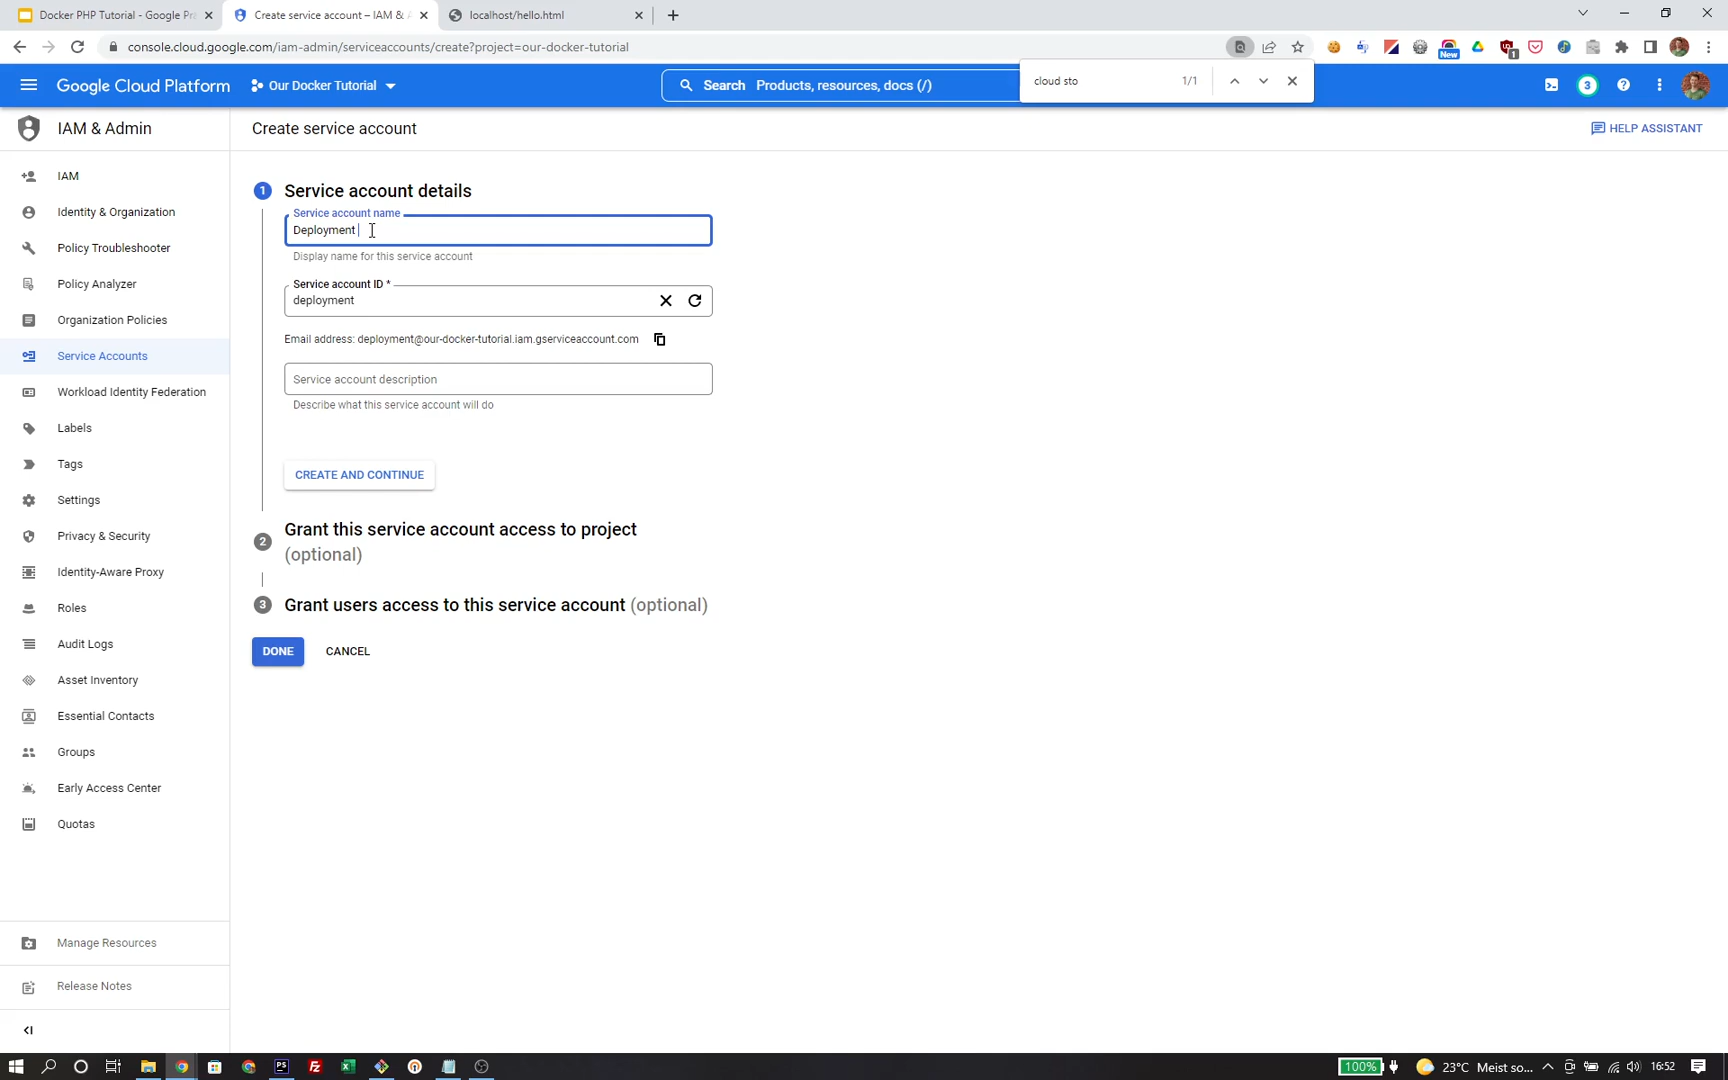 Docker PHP Tutorial - Google Prä
Create service account – IAM & A
localhost/hello.html
console.cloud.google.com/iam-admin/serviceaccounts/create?project=our-docker-tutorial
New
1
cloud sto
1/1
Google Cloud Platform
Our Docker Tutorial
Search Products, resources, docs (/)
3
IAM & Admin
Create service account
HELP ASSISTANT
IAM
Identity & Organization
Policy Troubleshooter
Policy Analyzer
Organization Policies
Service Accounts
Workload Identity Federation
Labels
Tags
Settings
Privacy & Security
Identity-Aware Proxy
Roles
Audit Logs
Asset Inventory
Essential Contacts
Groups
Early Access Center
Quotas
Manage Resources
Release Notes
1
Service account details
Service account name
Deployment
Display name for this service account
Service account ID *
deployment
Email address: deployment@our-docker-tutorial.iam.gserviceaccount.com
Service account description
Describe what this service account will do
CREATE AND CONTINUE
2
Grant this service account access to project
(optional)
3
Grant users access to this service account (optional)
DONE
CANCEL
PS
100%
23°C Meist so...
16:52